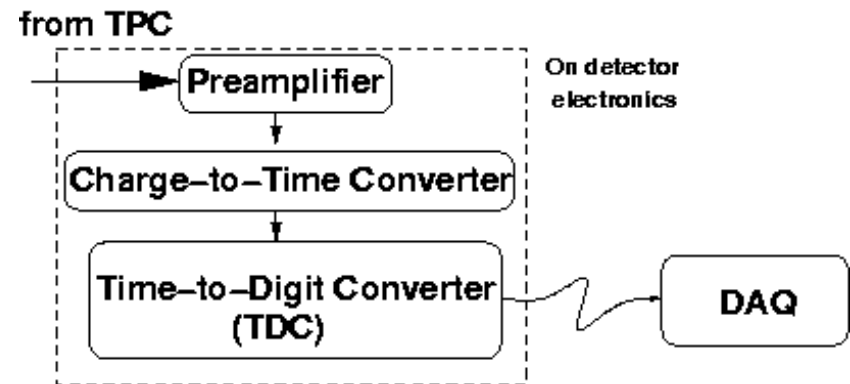 from TPC
Preamplifier
On detector
electronics
Charge–to–Time Converter
Time–to–Digit Converter
(TDC)
DAQ